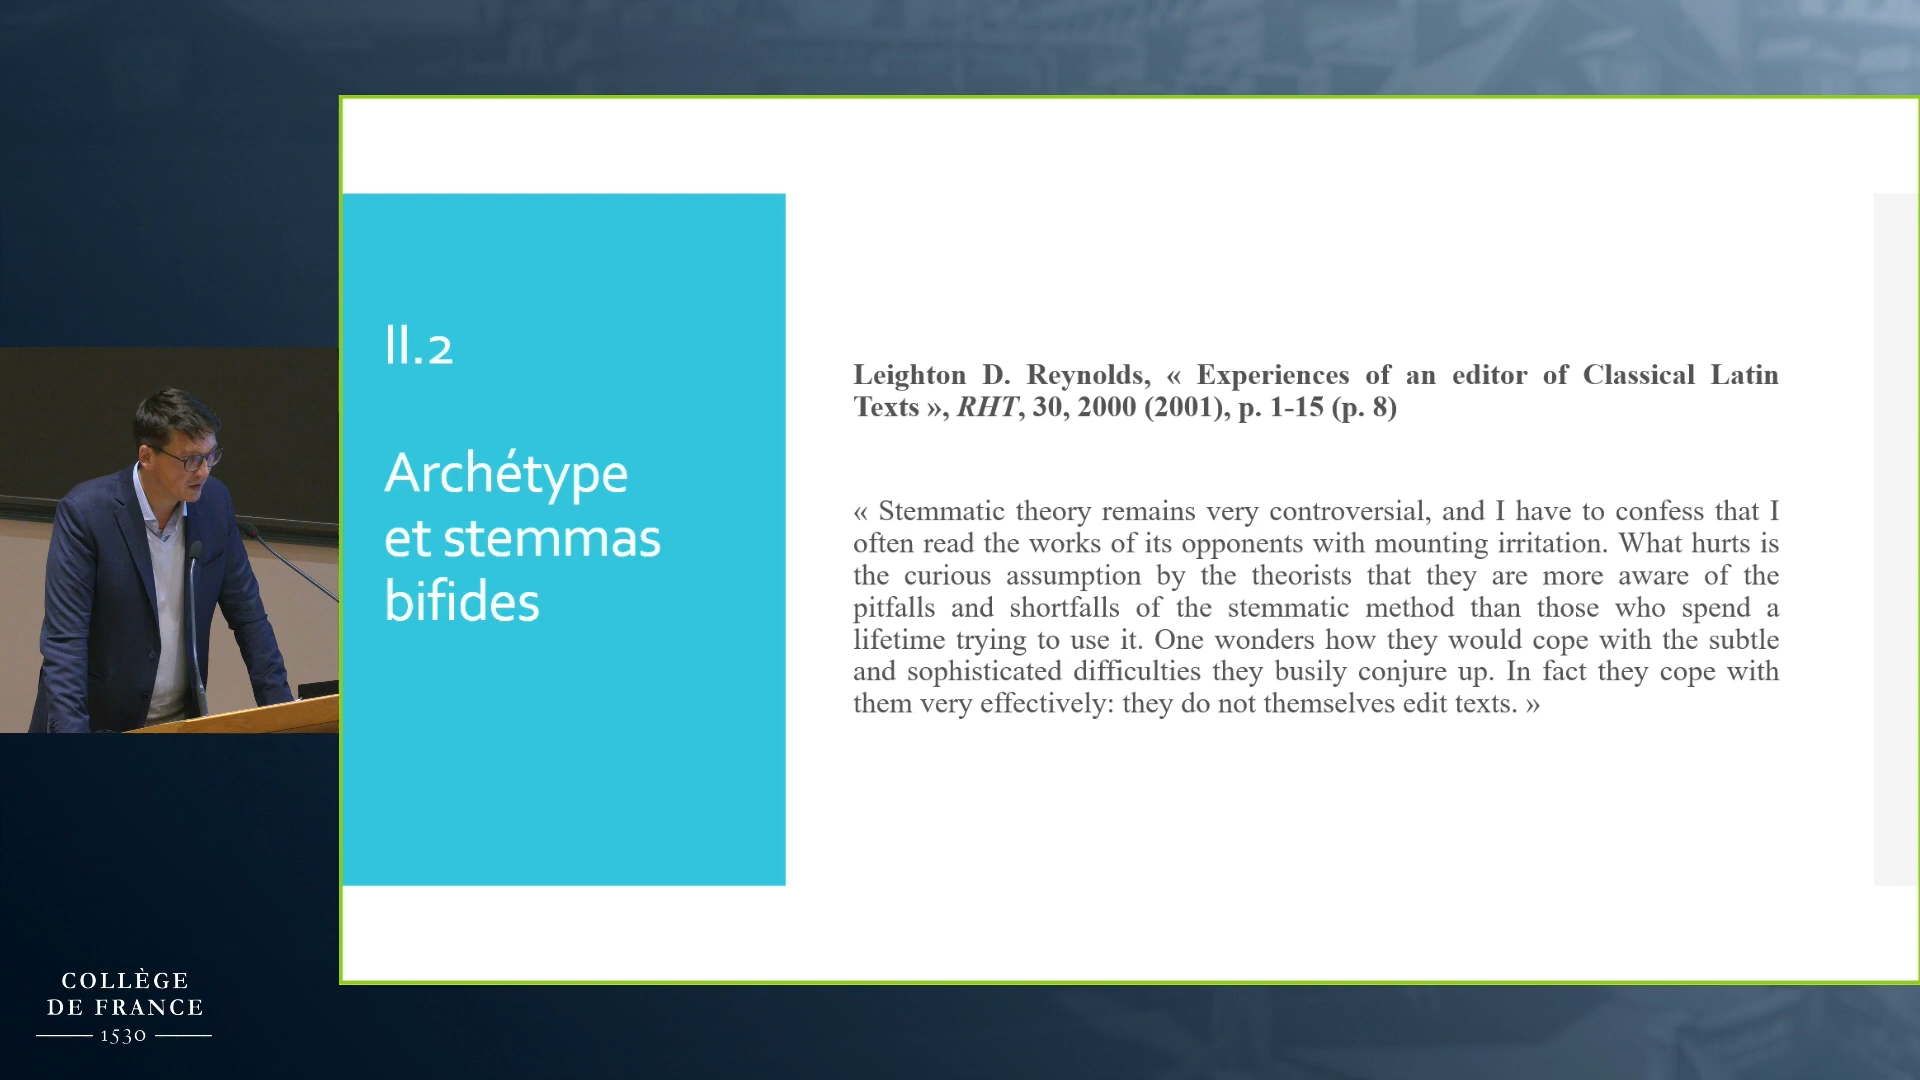 II.2
Archétype
et stemmas
bifides
Leighton D. Reynolds, « Experiences of an editor of Classical Latin
Texts », RHT, 30, 2000 (2001), p. 1-15 (p. 8)
« Stemmatic theory remains very controversial, and I have to confess that I
often read the works of its opponents with mounting irritation. What hurts is
the curious assumption by the theorists that they are more aware of the
pitfalls and shortfalls of the stemmatic method than those who spend a
lifetime trying to use it. One wonders how they would cope with the subtle
and sophisticated difficulties they busily conjure up. In fact they cope with
them very effectively: they do not themselves edit texts. »
COLLÈGE
DE FRANCE
1530